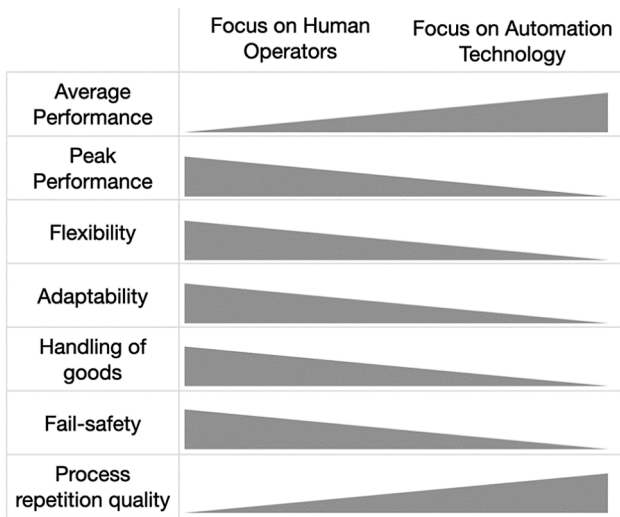 Focus on Human
Operators
Focus on Automation
Technology
Average
Performance
Peak
Performance
Flexibility
Adaptability
Handling of
goods
Fail-safety
Process
repetition quality